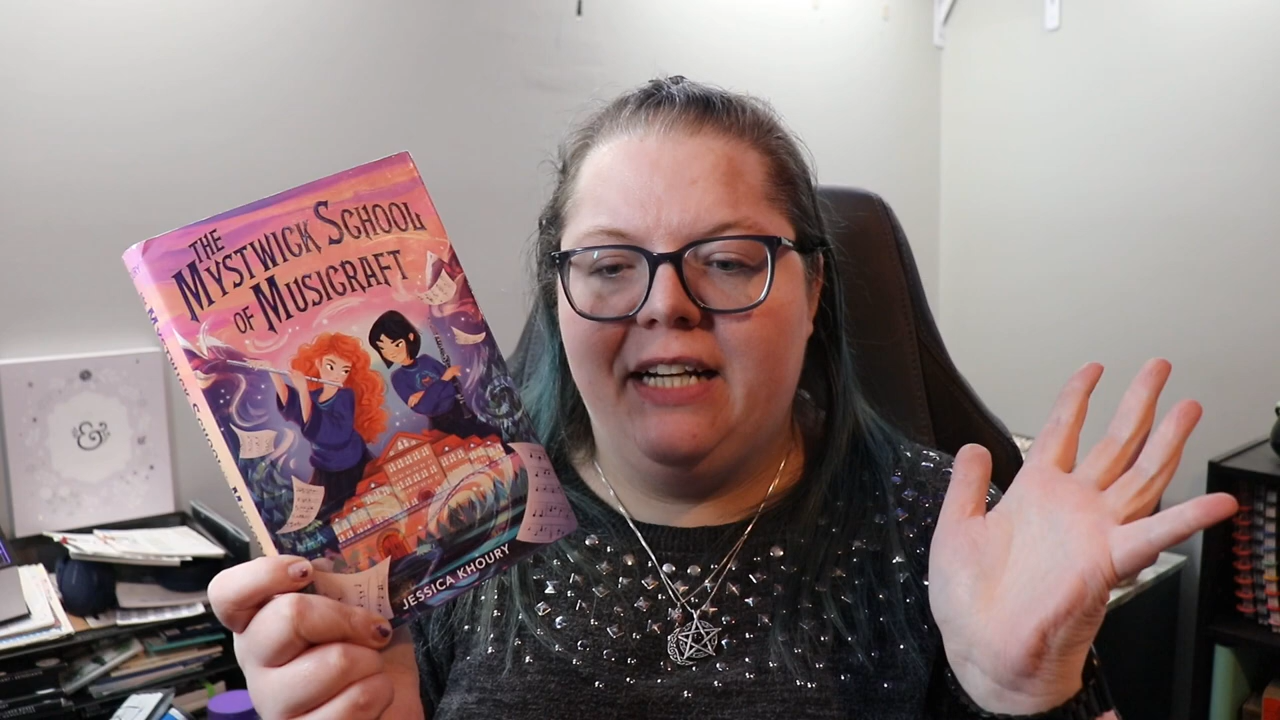 THE
MYSTWICK SCHOOL
OF MUSICRAFT
JESSICA KHOURY
&